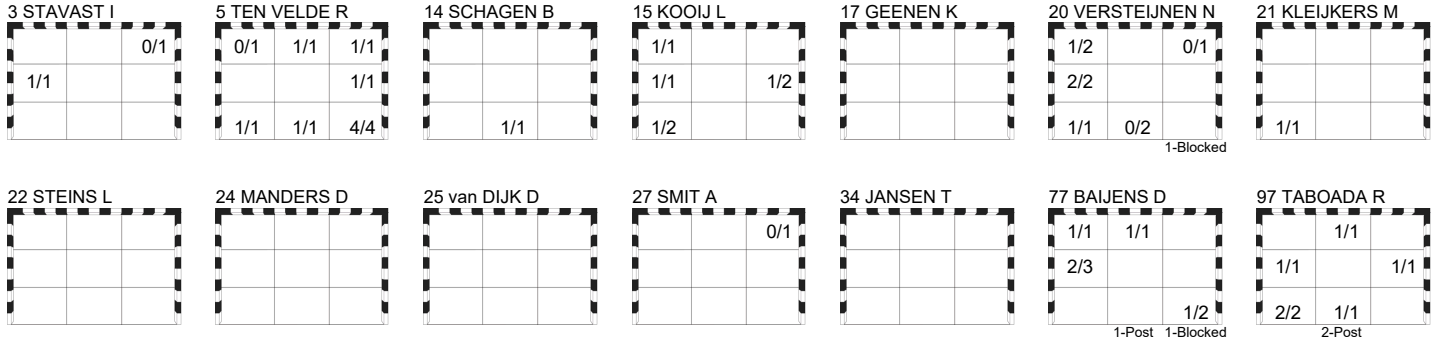 3 STAVAST I 5 TEN VELDE R 14 SCHAGEN B 15 KOOIJ L 17 GEENEN K 20 VERSTEIJNEN N 21 KLEIJKERS M
0/1 0/1 1/1 1/1 1/1 1/2 0/1
1/1 1/1 1/1 1/2 2/2
1/1 1/1 4/4 1/1 1/2 1/1 0/2 1/1
1-Blocked
22 STEINS L 24 MANDERS D 25 van DIJK D 27 SMIT A 34 JANSEN T 77 BAIJENS D 97 TABOADA R
0/1 1/1 1/1 1/1
2/3 1/1 1/1
1/2 2/2 1/1
1-Post 1-Blocked 2-Post